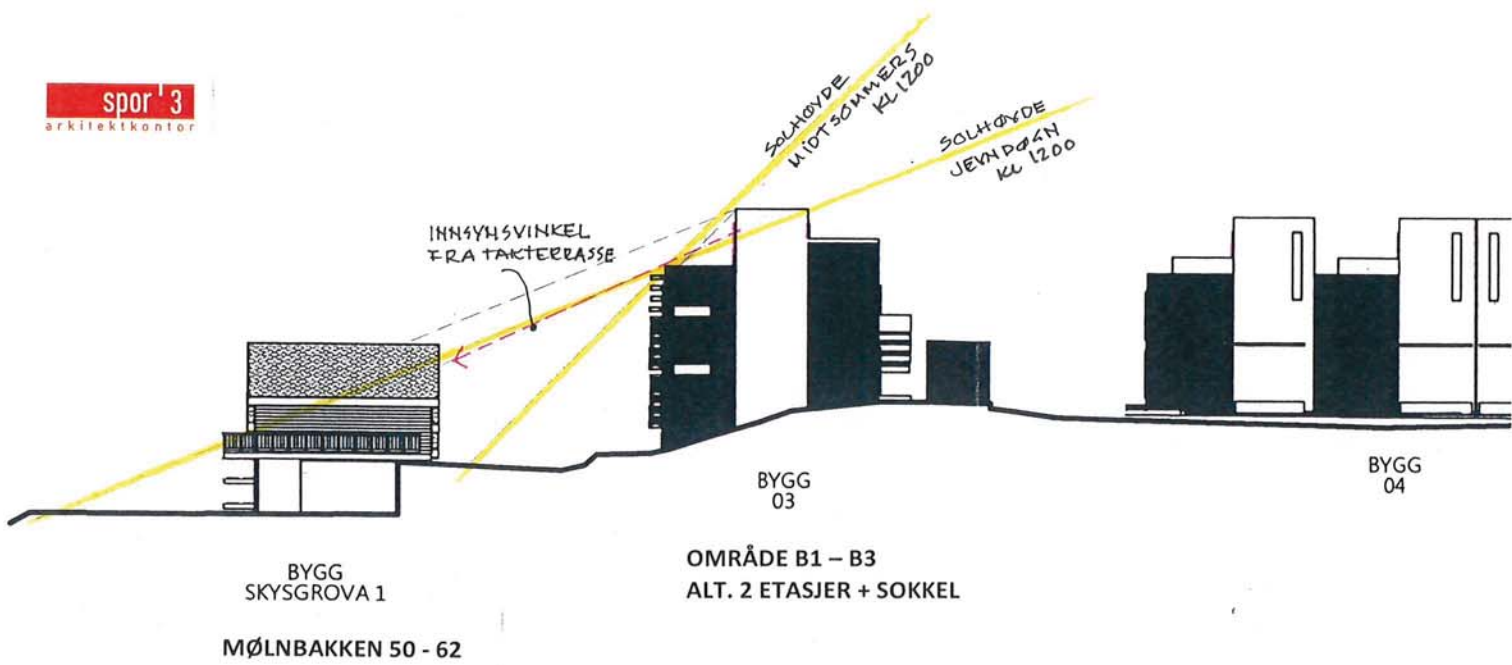 spor'3
arkitektkontor
SOLHØYDE
MIDTSOMMERS
KL 1200
SOLHØYDE
JEVNDØGN
KL 1200
INNSYNSVINKEL
FRA TAKTERRASSE
BYGG
03
BYGG
04
BYGG
SKYSGROVA 1
OMRÅDE B1 – B3
ALT. 2 ETASJER + SOKKEL
MØLNBAKKEN 50 - 62